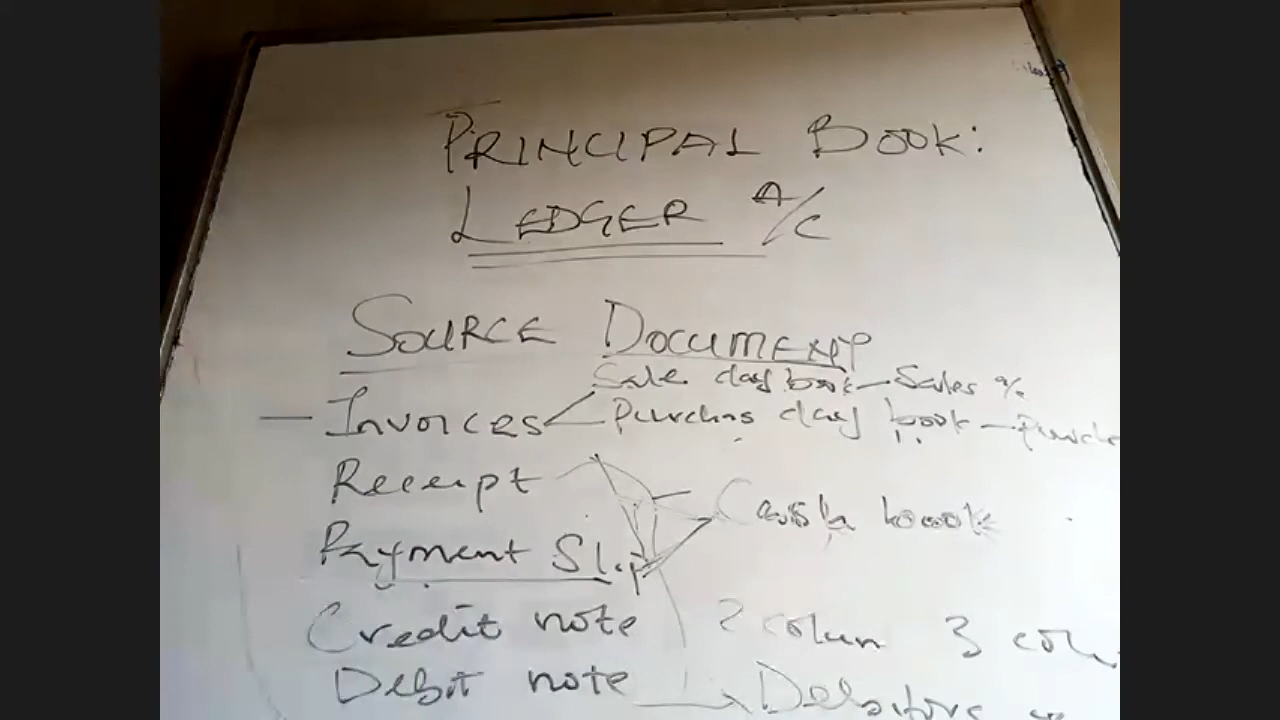 PRINCIPAL BOOK:
LEDGER A/C
SOURCE DOCUMENT
Sale day book - Sales a/c
- Invoices Purchas day book -
Receipt
Cash book
Payment Slip
Credit note 2 colun 3
Debit note Debitors